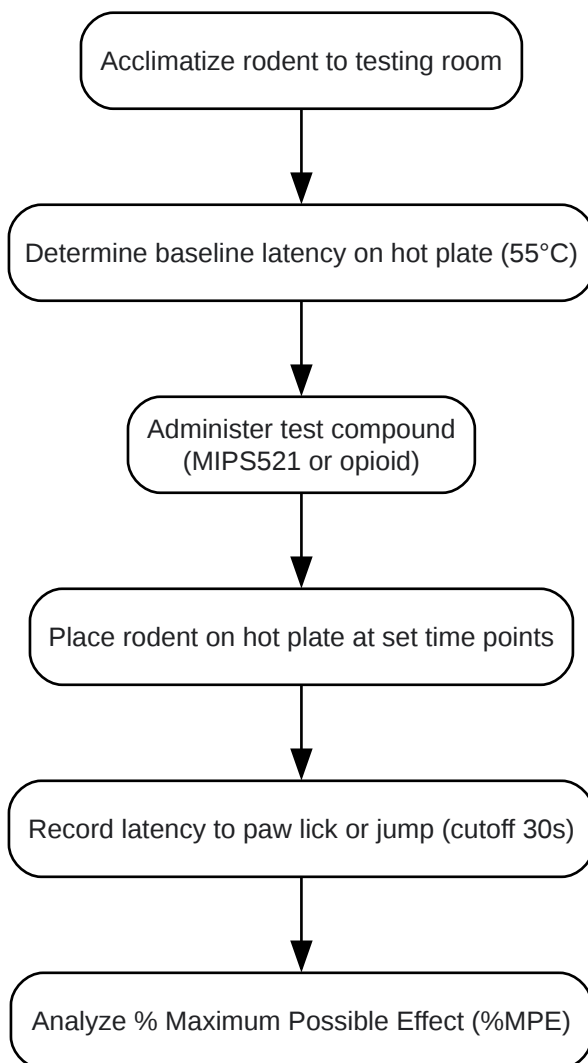 Acclimatize rodent to testing room
Determine baseline latency on hot plate (55°C)
Administer test compound
(MIPS521 or opioid)
Place rodent on hot plate at set time points
Record latency to paw lick or jump (cutoff 30s)
Analyze % Maximum Possible Effect (%MPE)